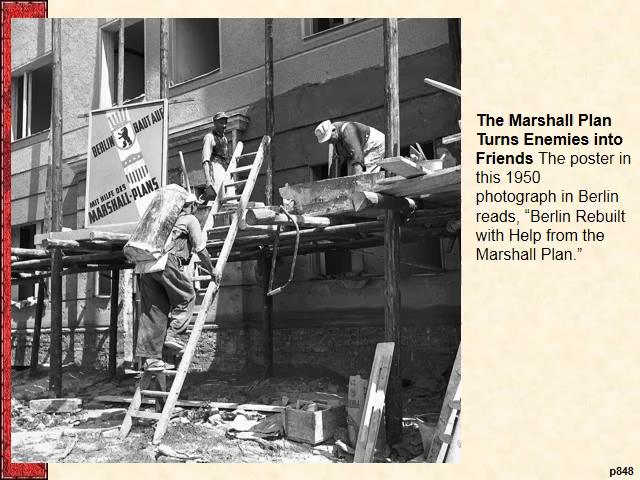 BERLIN BAUT AUF
MIT HILFE DES
MARSHALL-PLANS
The Marshall Plan
Turns Enemies into
Friends The poster in
this 1950
photograph in Berlin
reads, “Berlin Rebuilt
with Help from the
Marshall Plan.”
p848